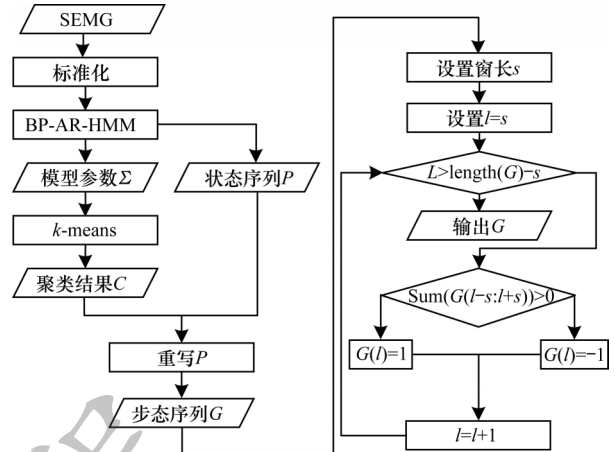 SEMG
标准化
BP-AR-HMM
模型参数Σ
状态序列P
k-means
聚类结果C
重写P
步态序列G
设置窗长s
设置l=s
L>length(G)−s
输出G
Sum(G(l−s:l+s))>0
G(l)=1
G(l)=−1
l=l+1